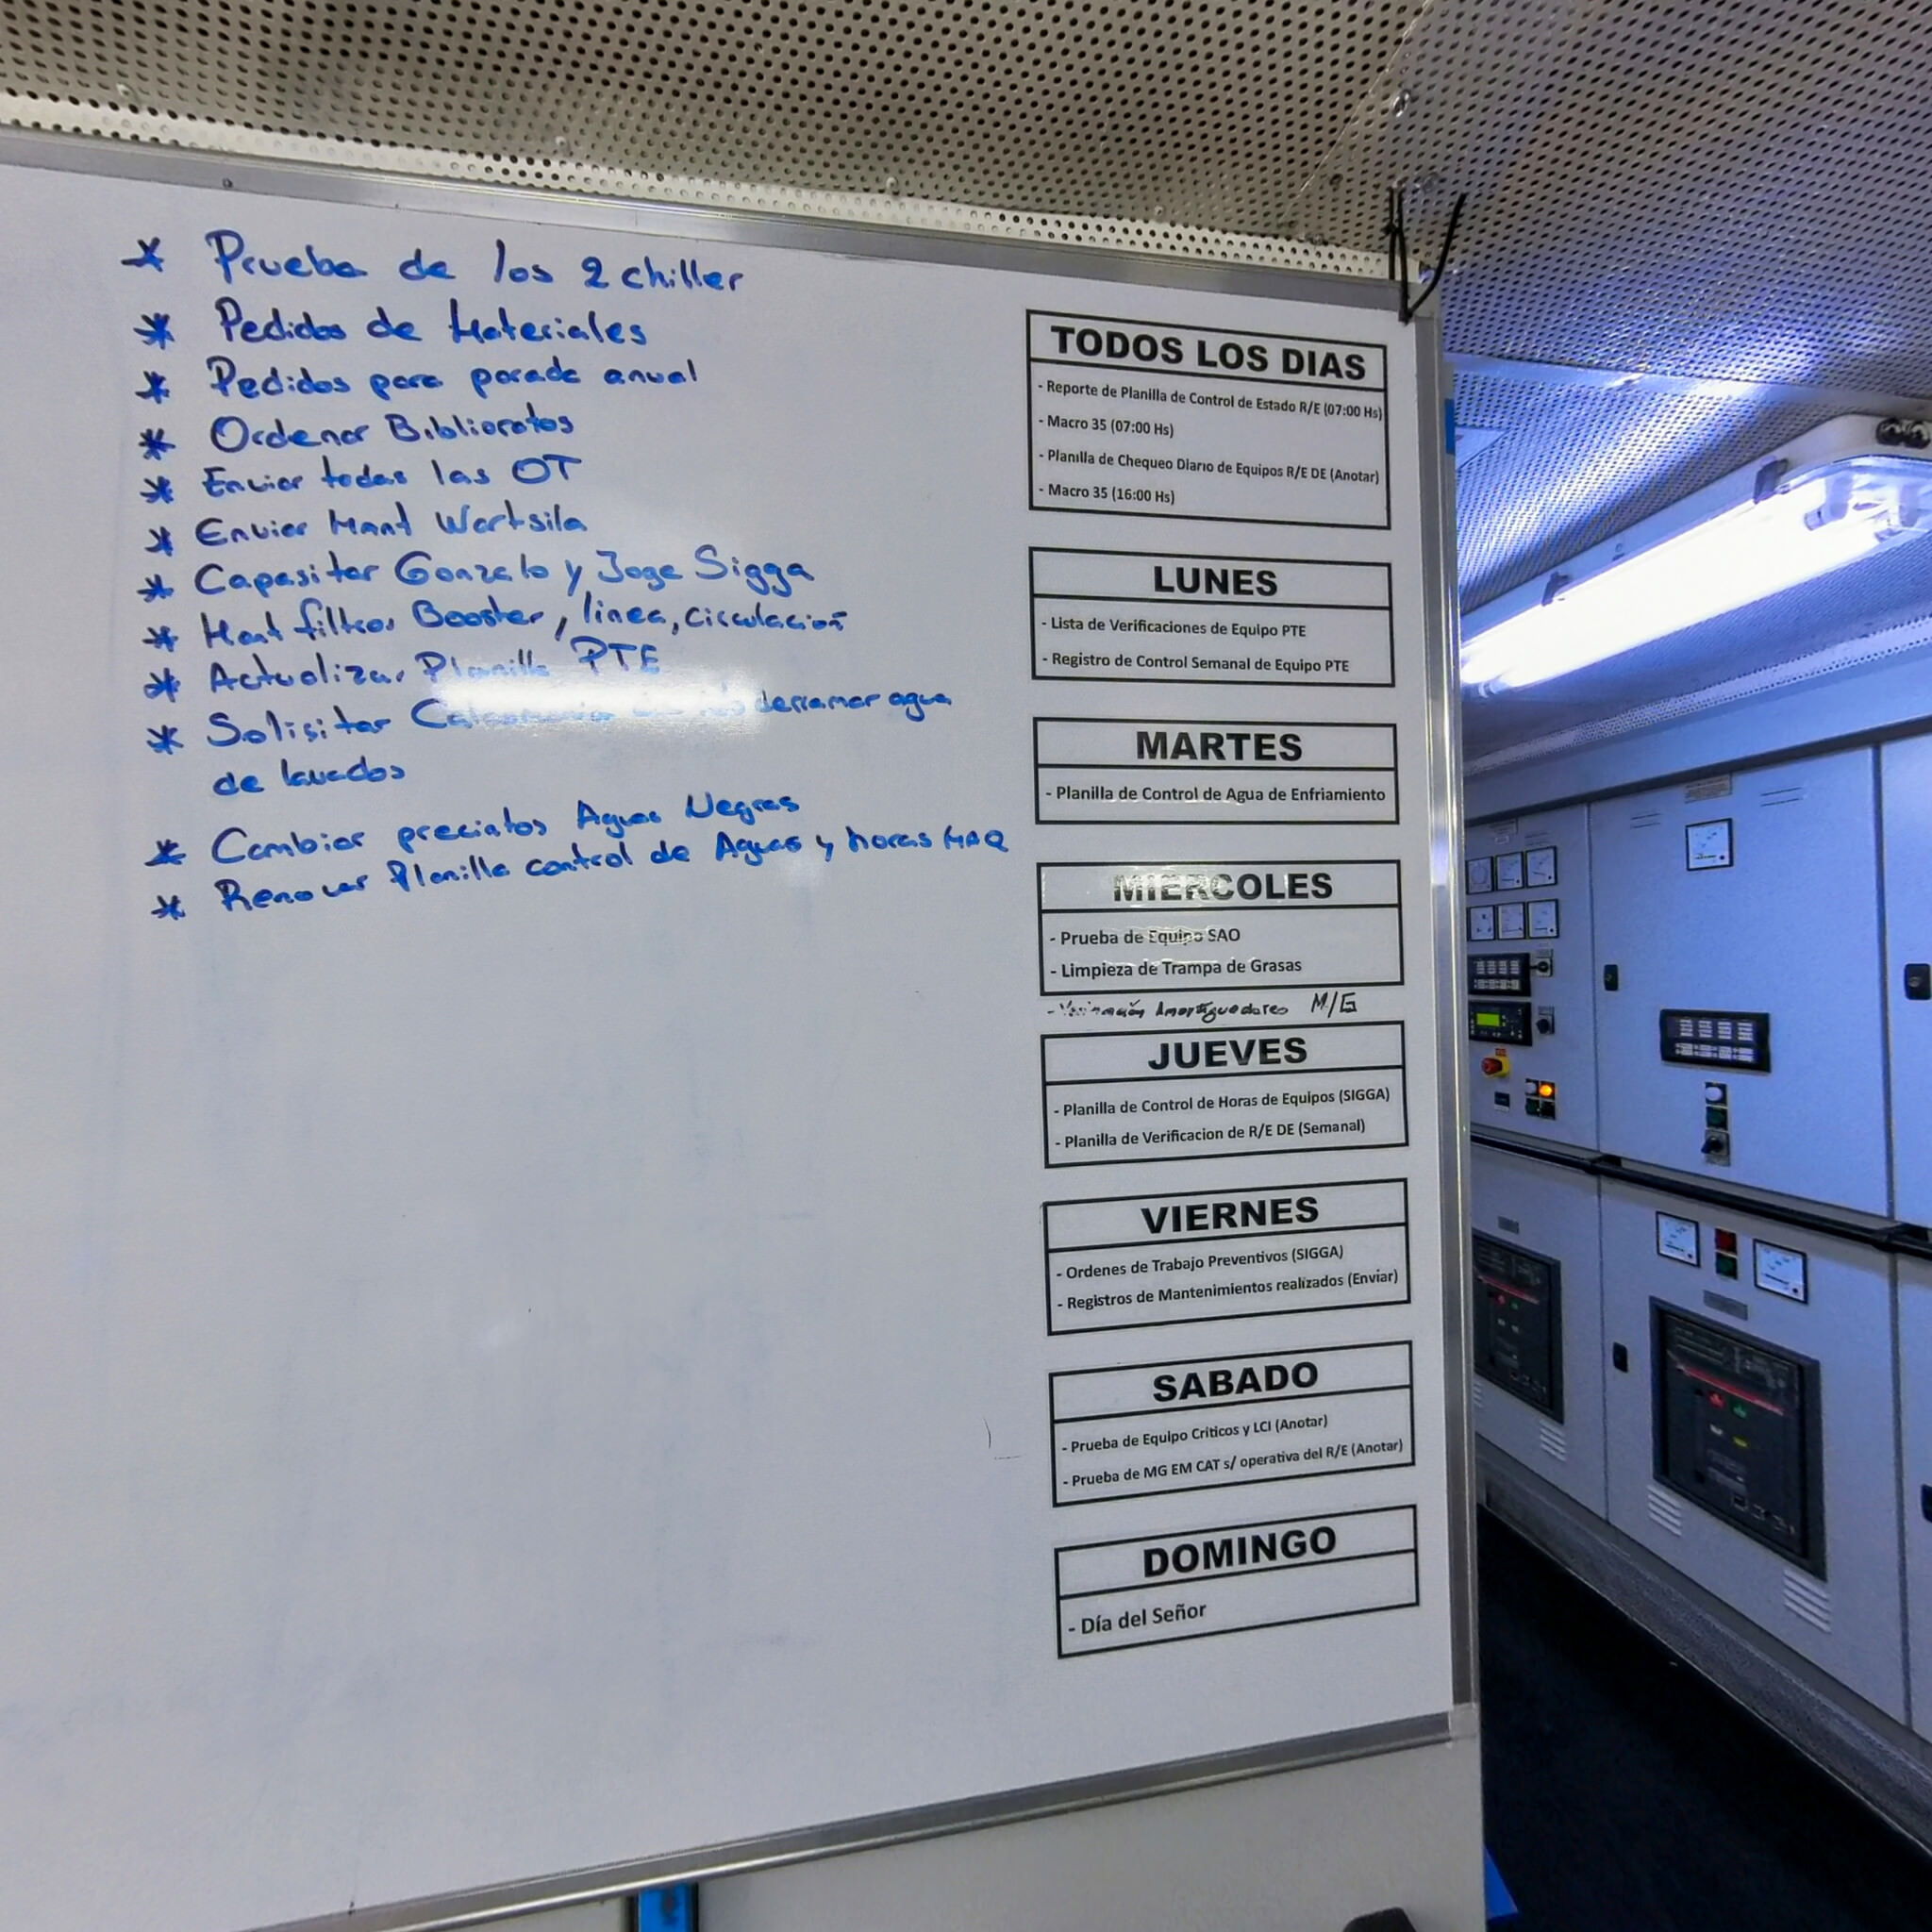 * Prueba de los 2 chiller
* Pedidos de Materiales
* Pedidos para parada anual
* Ordenar Biblioratos
* Enviar todas las OT
* Enviar Mant Wartsila
* Capasitar Gonzalo y Joge Sigga
* Mant filtros Booster, linea, circulación
* Actualizar Planilla PTE
* Solisitar derramar agua
de lavados
* Cambiar precintos Aguas Negras
* Renovar Planilla control de Aguas y horas MAQ
TODOS LOS DIAS
- Reporte de Planilla de Control de Estado R/E (07:00 Hs)
- Macro 35 (07:00 Hs)
- Planilla de Chequeo Diario de Equipos R/E DE (Anotar)
- Macro 35 (16:00 Hs)
LUNES
- Lista de Verificaciones de Equipo PTE
- Registro de Control Semanal de Equipo PTE
MARTES
- Planilla de Control de Agua de Enfriamiento
MIERCOLES
- Prueba de Equipo SAO
- Limpieza de Trampa de Grasas
- Amortiguadores M/G
JUEVES
- Planilla de Control de Horas de Equipos (SIGGA)
- Planilla de Verificacion de R/E DE (Semanal)
VIERNES
- Ordenes de Trabajo Preventivos (SIGGA)
- Registros de Mantenimientos realizados (Enviar)
SABADO
- Prueba de Equipo Criticos y LCI (Anotar)
- Prueba de MG EM CAT s/ operativa del R/E (Anotar)
DOMINGO
- Día del Señor